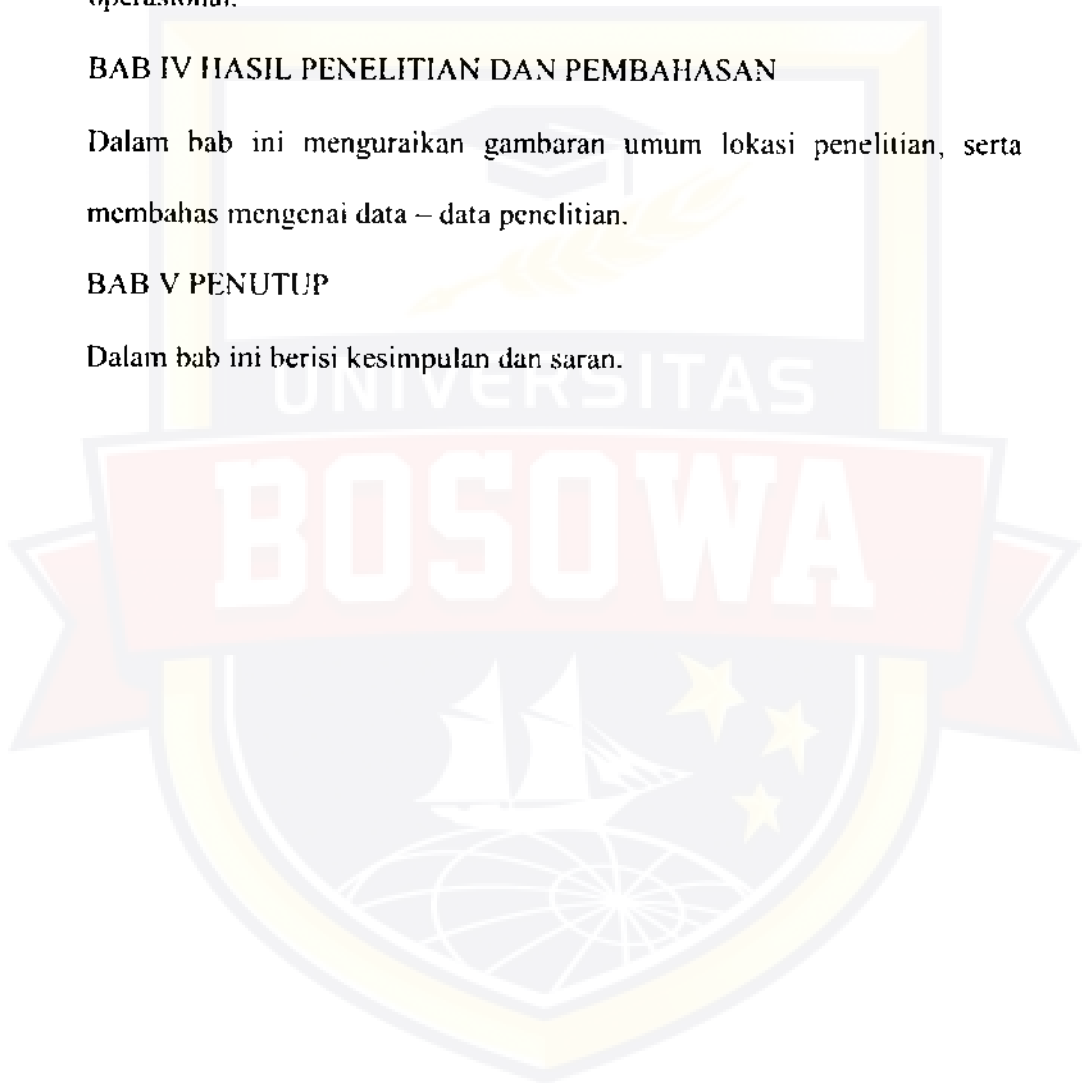 operasional.
BAB IV HASIL PENELITIAN DAN PEMBAHASAN
Dalam bab ini menguraikan gambaran umum lokasi penelitian, serta
membahas mengenai data – data penelitian.
BAB V PENUTUP
Dalam bab ini berisi kesimpulan dan saran.
UNIVERSITAS
BOSOWA